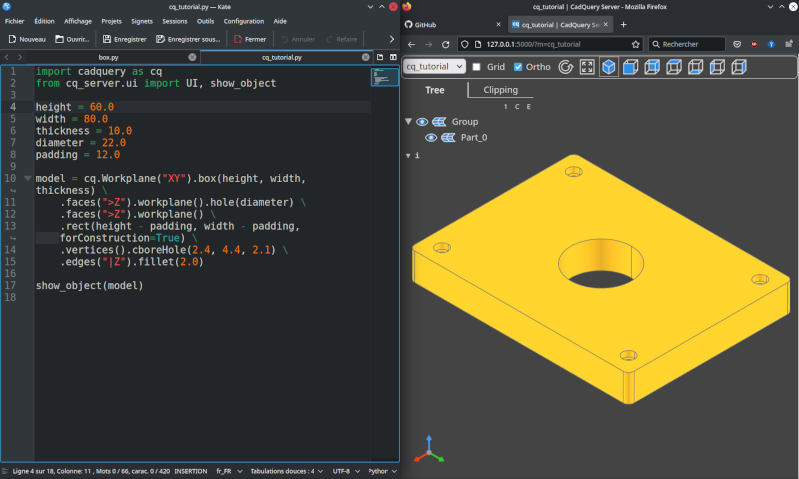 cq_tutorial.py — Kate
Fichier Édition Affichage Projets Signets Sessions Outils Configuration Aide
Nouveau Ouvrir... Enregistrer Enregistrer sous... Fermer Annuler Refaire
box.py cq_tutorial.py
1 import cadquery as cq
2 from cq_server.ui import UI, show_object
3
4 height = 60.0
5 width = 80.0
6 thickness = 10.0
7 diameter = 22.0
8 padding = 12.0
9
10 model = cq.Workplane("XY").box(height, width,
thickness) \
11 .faces(">Z").workplane().hole(diameter) \
12 .faces(">Z").workplane() \
13 .rect(height - padding, width - padding,
forConstruction=True) \
14 .vertices().cboreHole(2.4, 4.4, 2.1) \
15 .edges("|Z").fillet(2.0)
16
17 show_object(model)
18
Ligne 4 sur 18, Colonne: 11 , Mots 0 / 66, carac. 0 / 420 INSERTION fr_FR Tabulations douces : 4 UTF-8 Python
cq_tutorial | CadQuery Server - Mozilla Firefox
GitHub cq_tutorial | CadQuery Se
127.0.0.1:5000/?m=cq_tutorial Rechercher
cq_tutorial Grid Ortho
Tree Clipping
1 C E
Group
Part_0
i